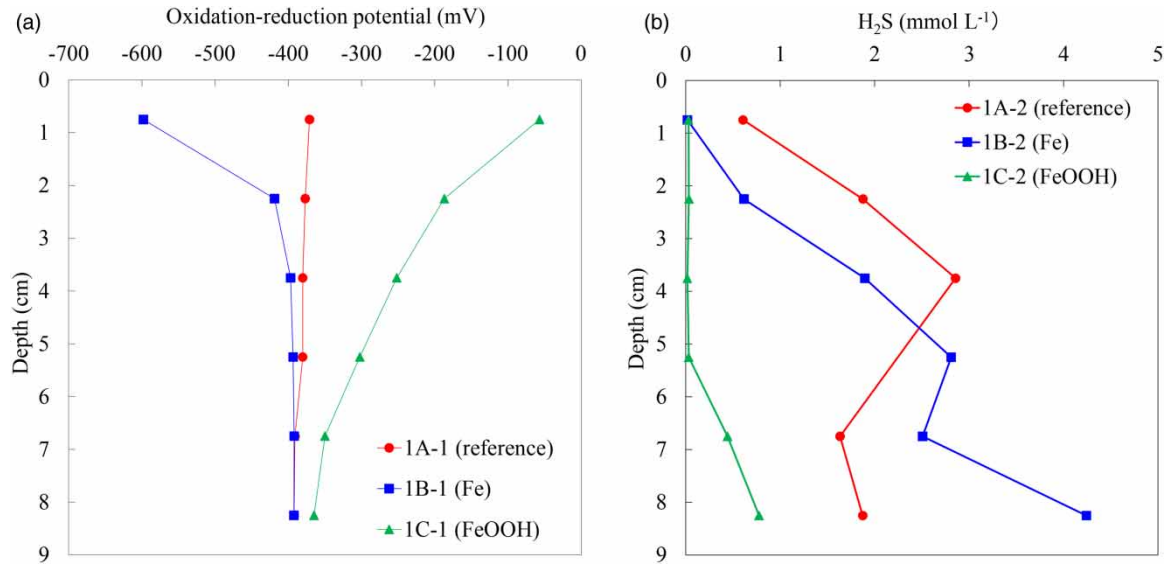 (a)
Oxidation-reduction potential (mV)
-700 -600 -500 -400 -300 -200 -100 0
0
1
2
3
4
5
6
7
8
9
Depth (cm)
1A-1 (reference)
1B-1 (Fe)
1C-1 (FeOOH)
(b)
H₂S (mmol L⁻¹)
0 1 2 3 4 5
0
1
2
3
4
5
6
7
8
9
Depth (cm)
1A-2 (reference)
1B-2 (Fe)
1C-2 (FeOOH)